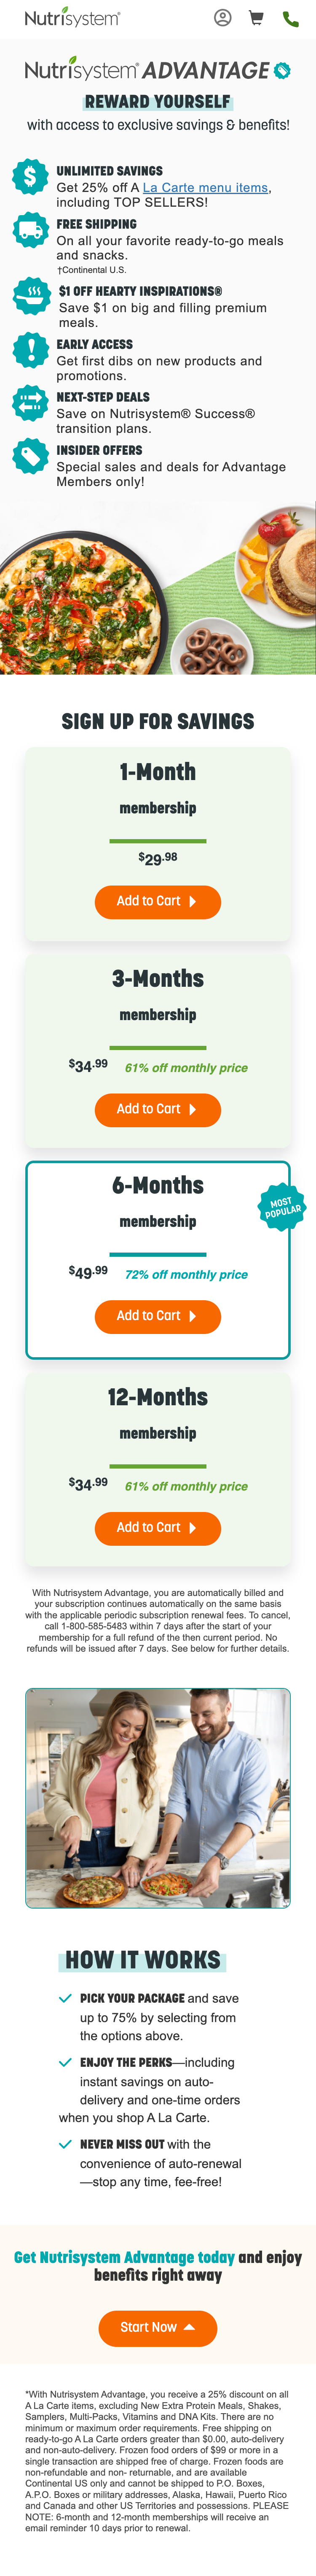 Nutrisystem®
Nutrisystem® ADVANTAGE
REWARD YOURSELF
with access to exclusive savings & benefits!
UNLIMITED SAVINGS
Get 25% off A La Carte menu items,
including TOP SELLERS!
FREE SHIPPING
On all your favorite ready-to-go meals
and snacks.
†Continental U.S.
$1 OFF HEARTY INSPIRATIONS®
Save $1 on big and filling premium
meals.
EARLY ACCESS
Get first dibs on new products and
promotions.
NEXT-STEP DEALS
Save on Nutrisystem® Success®
transition plans.
INSIDER OFFERS
Special sales and deals for Advantage
Members only!
SIGN UP FOR SAVINGS
1-Month
membership
$29.98
Add to Cart
3-Months
membership
$34.99 61% off monthly price
Add to Cart
6-Months
MOST
POPULAR
membership
$49.99 72% off monthly price
Add to Cart
12-Months
membership
$34.99 61% off monthly price
Add to Cart
With Nutrisystem Advantage, you are automatically billed and
your subscription continues automatically on the same basis
with the applicable periodic subscription renewal fees. To cancel,
call 1-800-585-5483 within 7 days after the start of your
membership for a full refund of the then current period. No
refunds will be issued after 7 days. See below for further details.
HOW IT WORKS
PICK YOUR PACKAGE and save
up to 75% by selecting from
the options above.
ENJOY THE PERKS—including
instant savings on auto-
delivery and one-time orders
when you shop A La Carte.
NEVER MISS OUT with the
convenience of auto-renewal
—stop any time, fee-free!
Get Nutrisystem Advantage today and enjoy
benefits right away
Start Now
*With Nutrisystem Advantage, you receive a 25% discount on all
A La Carte items, excluding New Extra Protein Meals, Shakes,
Samplers, Multi-Packs, Vitamins and DNA Kits. There are no
minimum or maximum order requirements. Free shipping on
ready-to-go A La Carte orders greater than $0.00, auto-delivery
and non-auto-delivery. Frozen food orders of $99 or more in a
single transaction are shipped free of charge. Frozen foods are
non-refundable and non- returnable, and are available
Continental US only and cannot be shipped to P.O. Boxes,
A.P.O. Boxes or military addresses, Alaska, Hawaii, Puerto Rico
and Canada and other US Territories and possessions. PLEASE
NOTE: 6-month and 12-month memberships will receive an
email reminder 10 days prior to renewal.